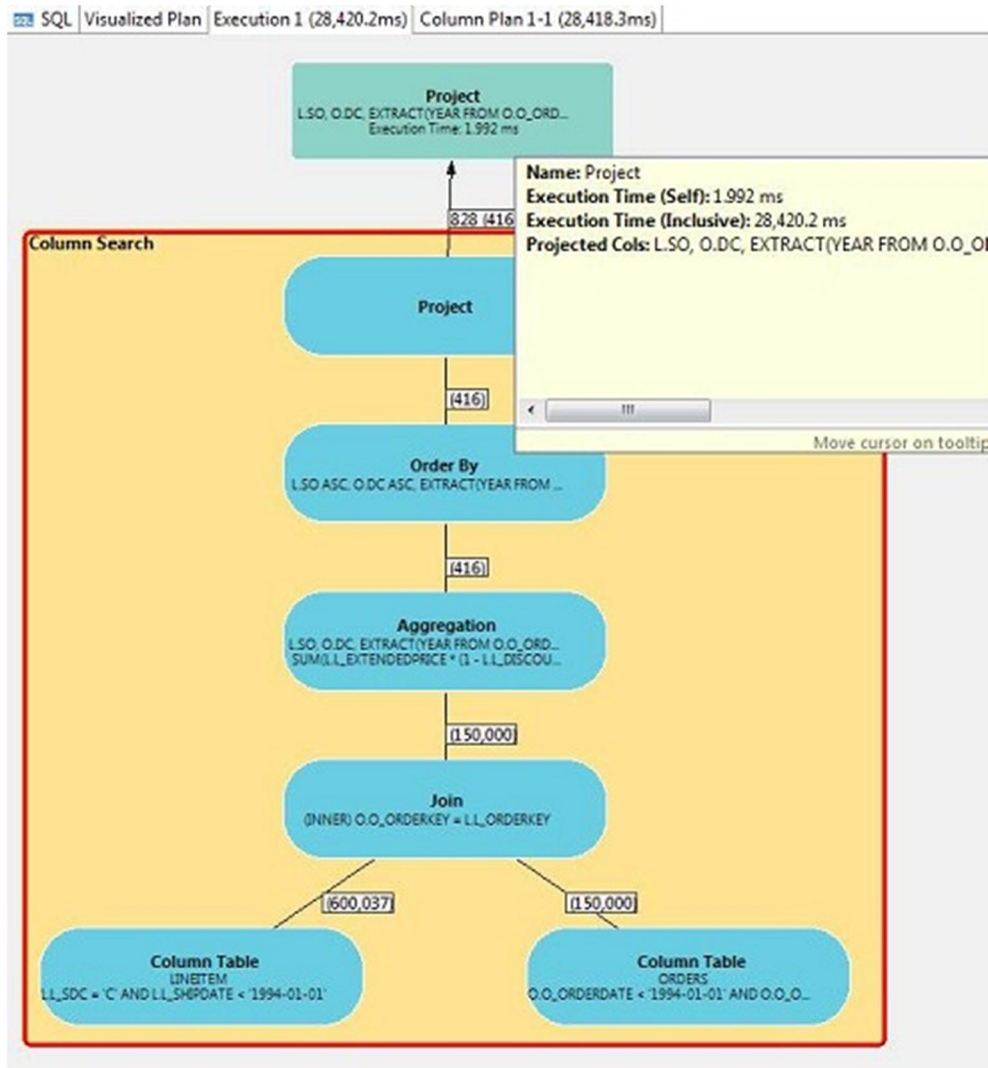 SQL Visualized Plan Execution 1 (28,420.2ms) Column Plan 1-1 (28,418.3ms)
Project
L.SO, O.DC, EXTRACT(YEAR FROM O.O_ORD...
Execution Time: 1.992 ms
Name: Project
Execution Time (Self): 1.992 ms
Execution Time (Inclusive): 28,420.2 ms
Projected Cols: L.SO, O.DC, EXTRACT(YEAR FROM O.O_O
Move cursor on tooltip
828 (416
Column Search
Project
(416)
Order By
L.SO ASC, O.DC ASC, EXTRACT(YEAR FROM ...
(416)
Aggregation
L.SO, O.DC, EXTRACT(YEAR FROM O.O_ORD...
SUM(L.L_EXTENDEDPRICE * (1 - L.L_DISCOU...
(150,000)
Join
(INNER) O.O_ORDERKEY = L.L_ORDERKEY
(600,037)
(150,000)
Column Table
LINEITEM
L.L_SDC = 'C' AND L.L_SHIPDATE < '1994-01-01'
Column Table
ORDERS
O.O_ORDERDATE < '1994-01-01' AND O.O_O...